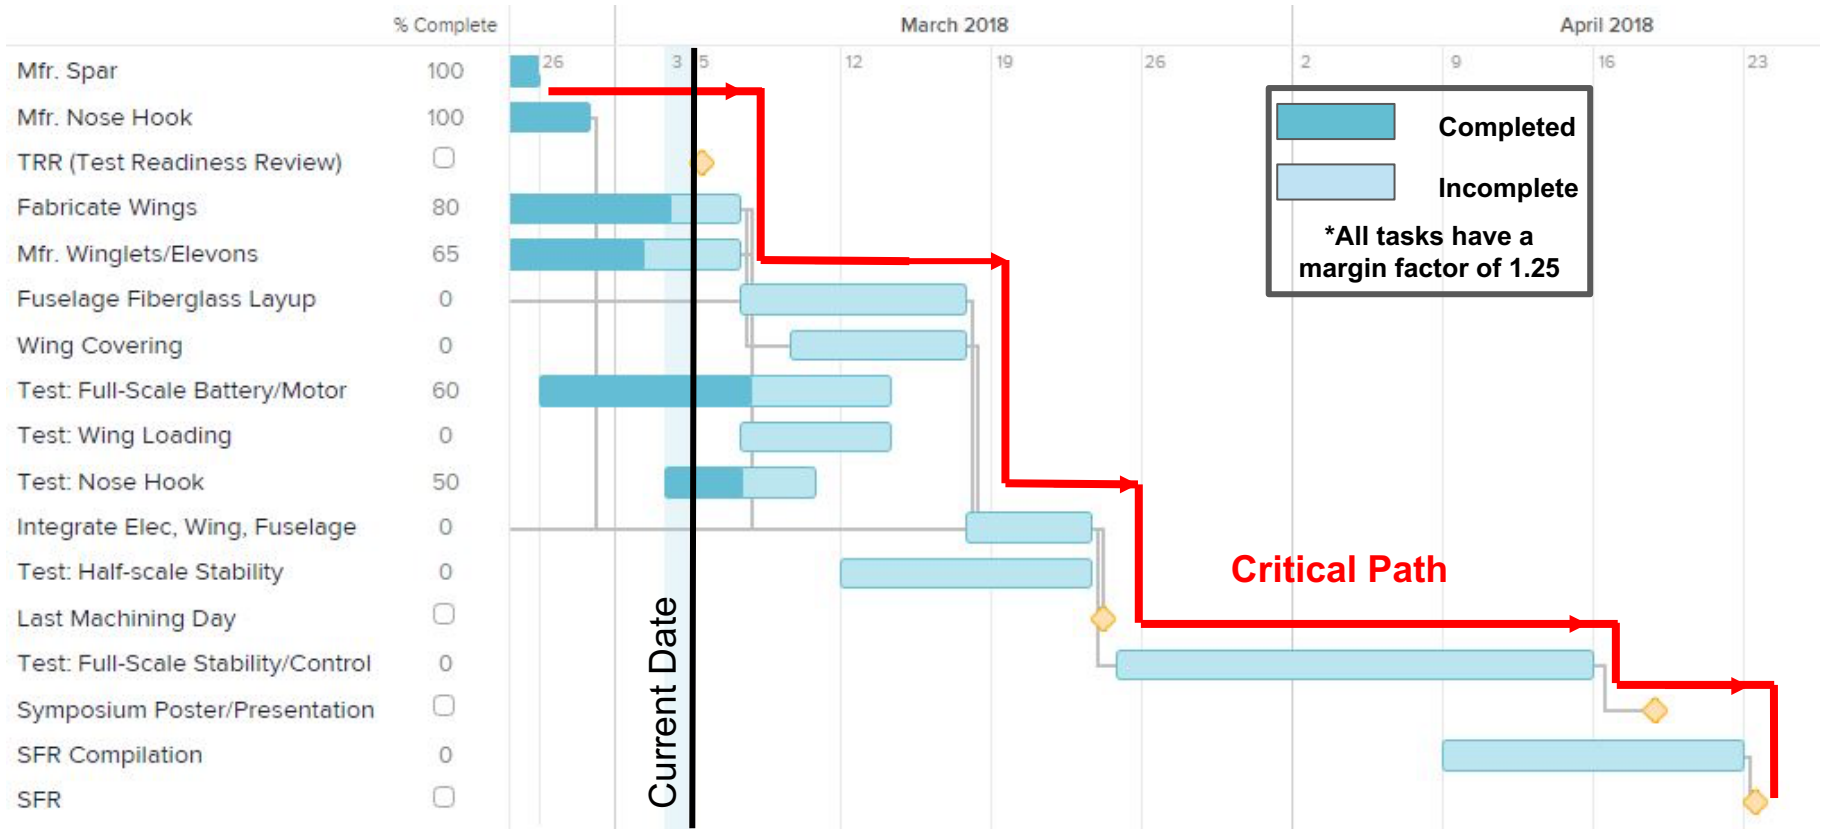 % Complete March 2018 April 2018
26 3 5 12 19 26 2 9 16 23
Mfr. Spar 100
Mfr. Nose Hook 100
TRR (Test Readiness Review)
Fabricate Wings 80
Mfr. Winglets/Elevons 65
Fuselage Fiberglass Layup 0
Wing Covering 0
Test: Full-Scale Battery/Motor 60
Test: Wing Loading 0
Test: Nose Hook 50
Integrate Elec, Wing, Fuselage 0
Test: Half-scale Stability 0
Last Machining Day
Test: Full-Scale Stability/Control 0
Symposium Poster/Presentation
SFR Compilation 0
SFR
Current Date
Completed
Incomplete
*All tasks have a
margin factor of 1.25
Critical Path